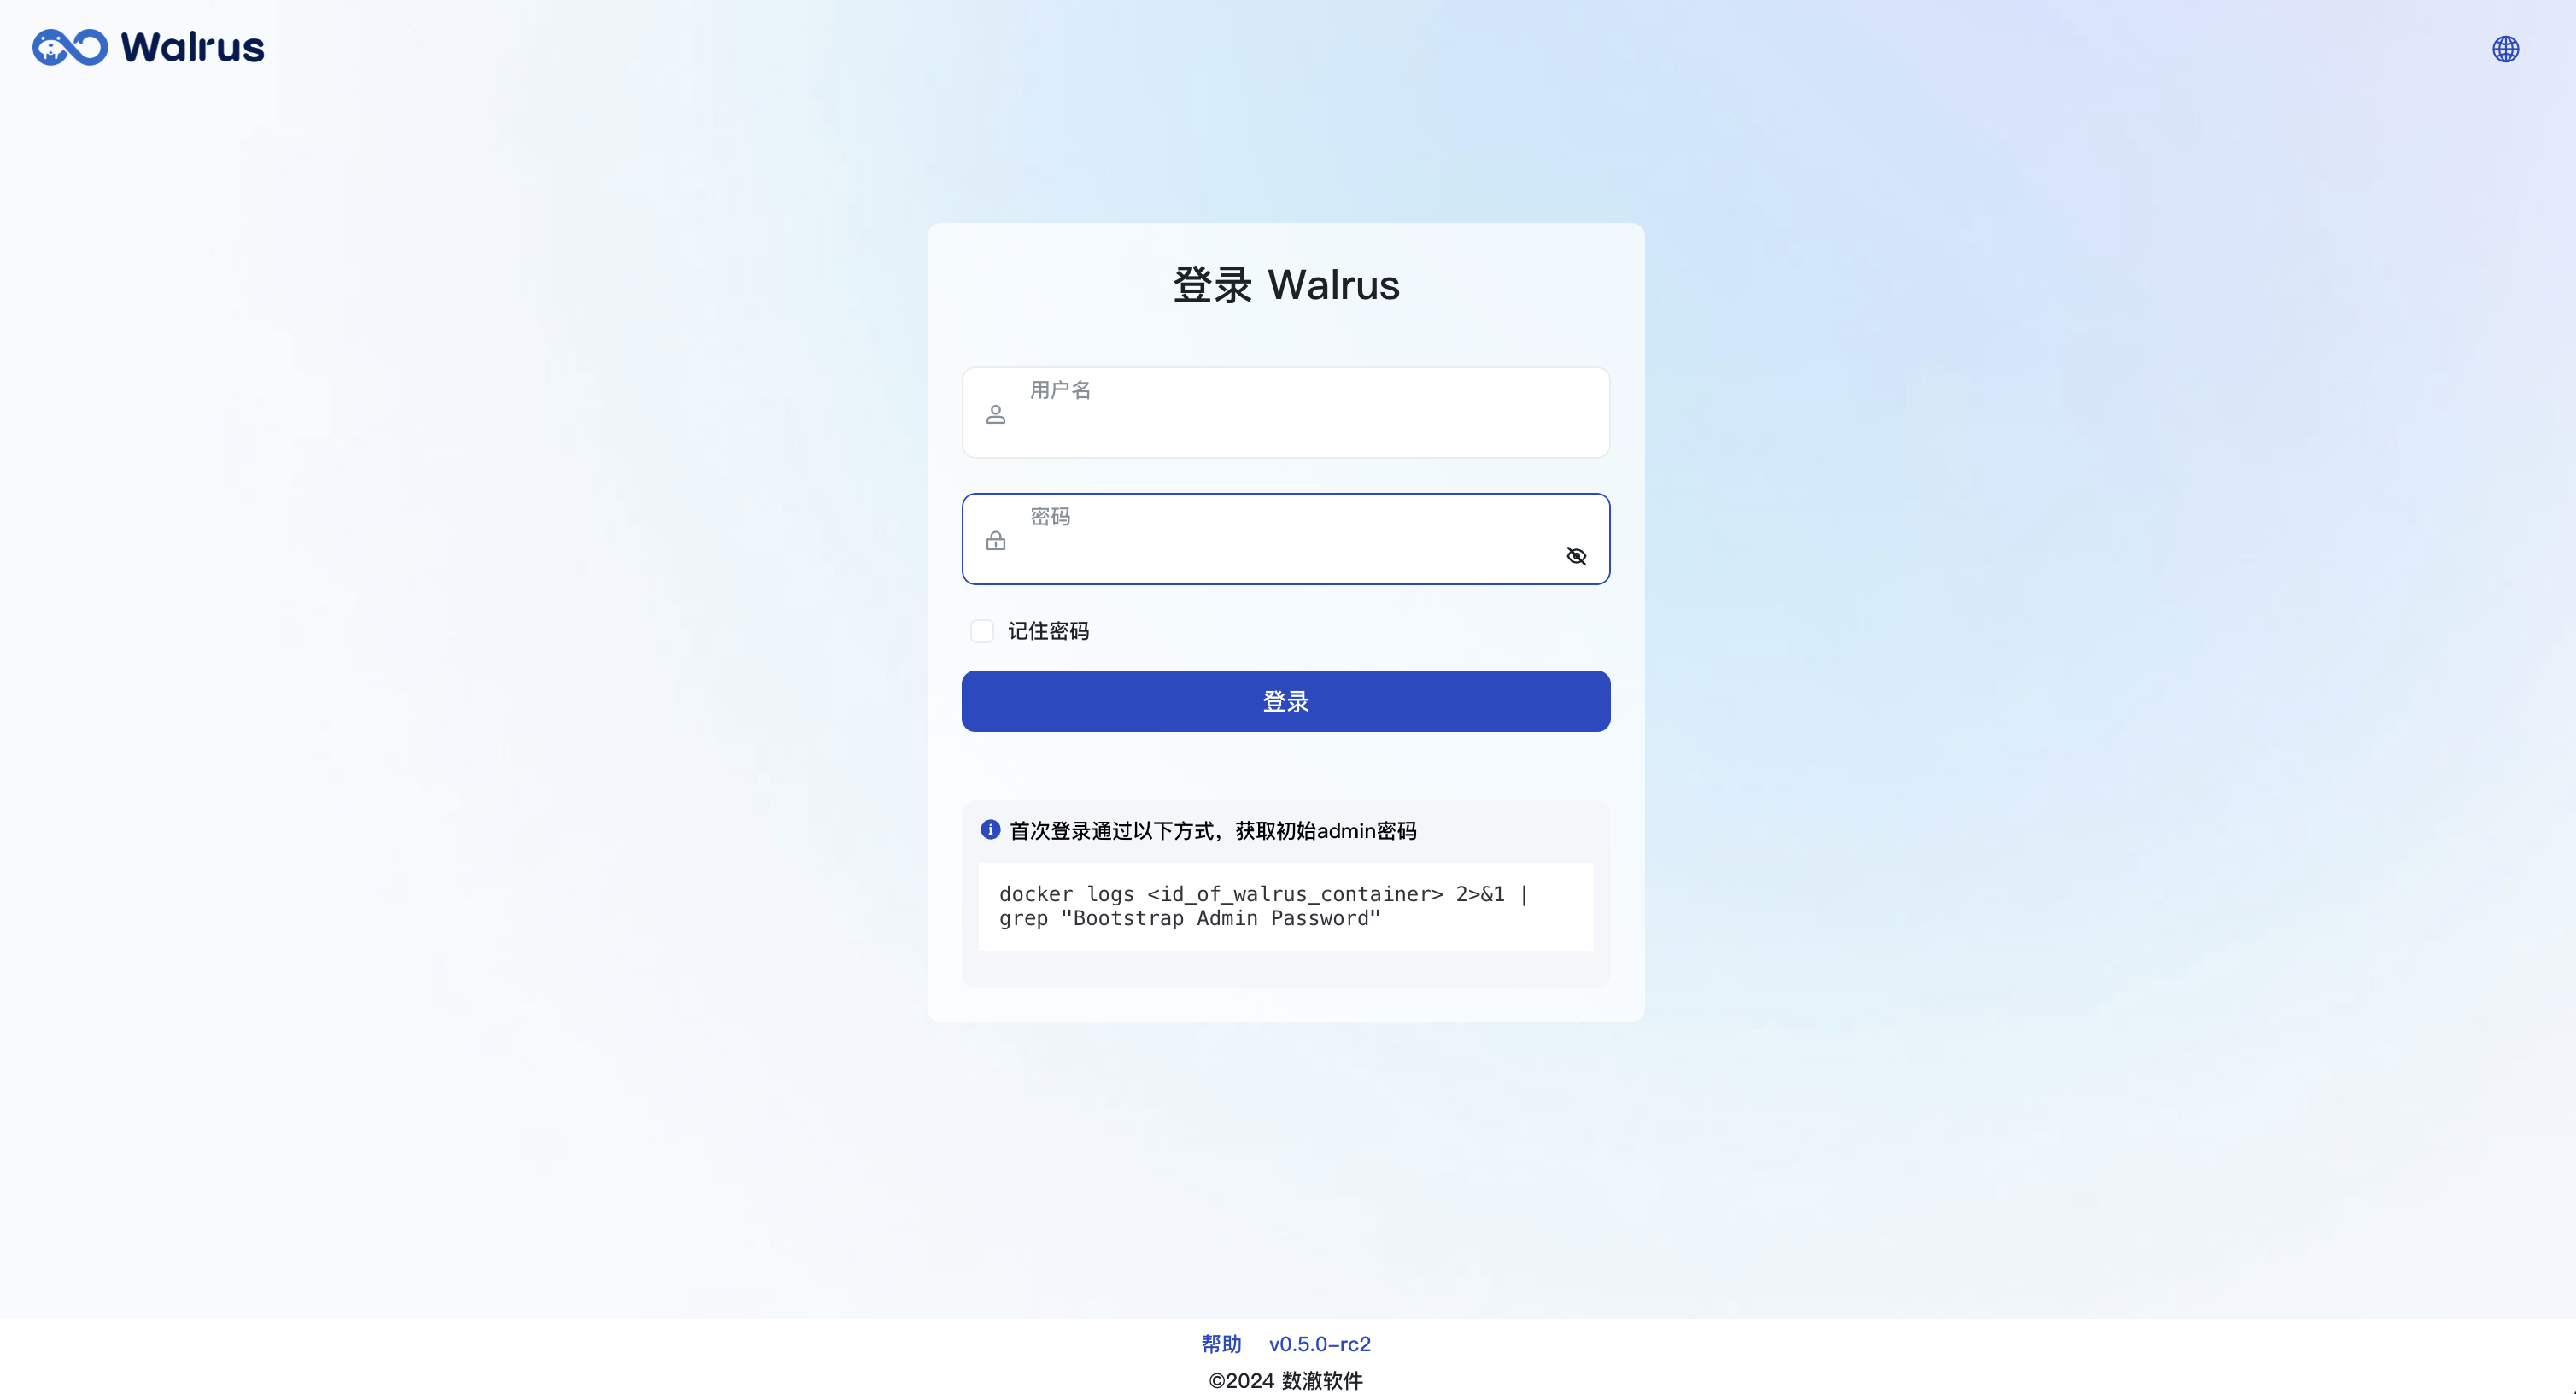 Walrus
登录 Walrus
用户名
密码
记住密码
登录
首次登录通过以下方式，获取初始admin密码
docker logs <id_of_walrus_container> 2>&1 |
grep "Bootstrap Admin Password"
帮助 v0.5.0-rc2
©2024 数澈软件